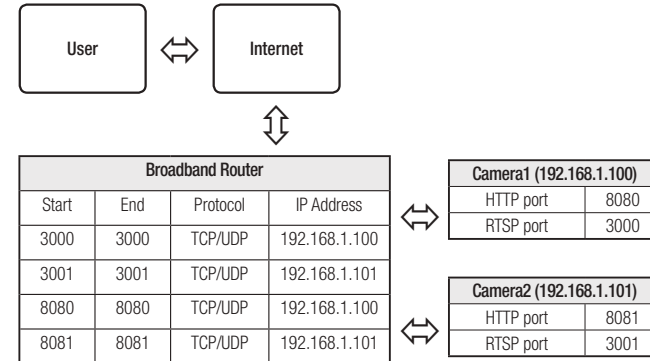 User
Internet
Broadband Router
Start End Protocol IP Address
3000 3000 TCP/UDP 192.168.1.100
3001 3001 TCP/UDP 192.168.1.101
8080 8080 TCP/UDP 192.168.1.100
8081 8081 TCP/UDP 192.168.1.101
Camera1 (192.168.1.100)
HTTP port 8080
RTSP port 3000
Camera2 (192.168.1.101)
HTTP port 8081
RTSP port 3001